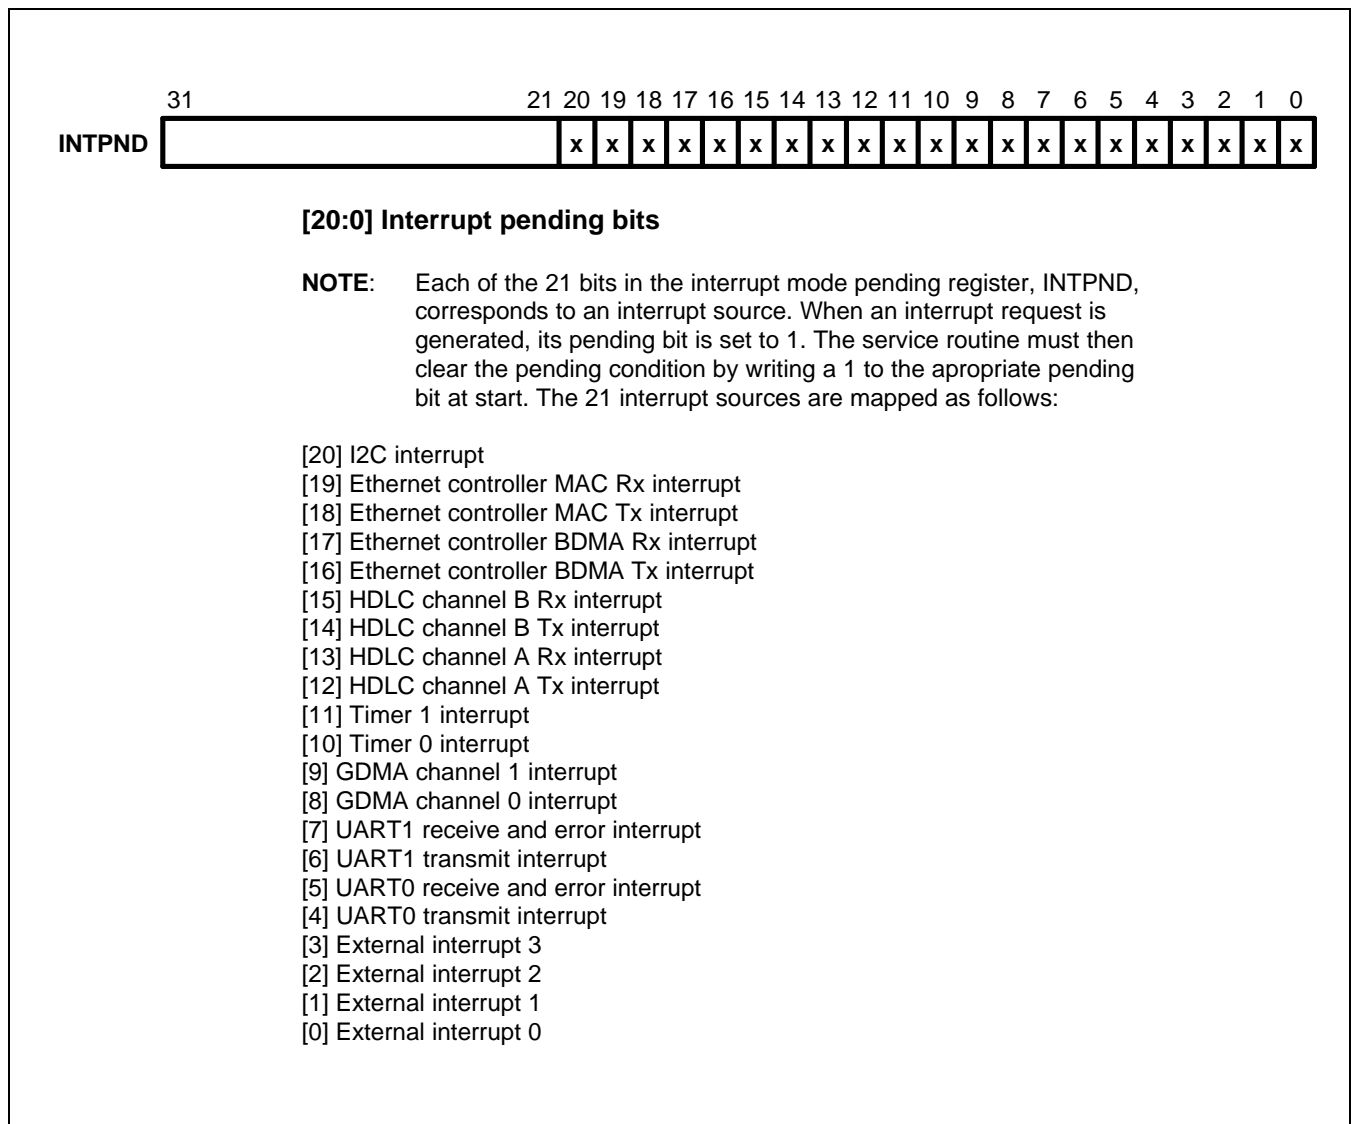 31 21 20 19 18 17 16 15 14 13 12 11 10 9 8 7 6 5 4 3 2 1 0
INTPND x x x x x x x x x x x x x x x x x x x x x
[20:0] Interrupt pending bits
NOTE: Each of the 21 bits in the interrupt mode pending register, INTPND,
corresponds to an interrupt source. When an interrupt request is
generated, its pending bit is set to 1. The service routine must then
clear the pending condition by writing a 1 to the apropriate pending
bit at start. The 21 interrupt sources are mapped as follows:
[20] I2C interrupt
[19] Ethernet controller MAC Rx interrupt
[18] Ethernet controller MAC Tx interrupt
[17] Ethernet controller BDMA Rx interrupt
[16] Ethernet controller BDMA Tx interrupt
[15] HDLC channel B Rx interrupt
[14] HDLC channel B Tx interrupt
[13] HDLC channel A Rx interrupt
[12] HDLC channel A Tx interrupt
[11] Timer 1 interrupt
[10] Timer 0 interrupt
[9] GDMA channel 1 interrupt
[8] GDMA channel 0 interrupt
[7] UART1 receive and error interrupt
[6] UART1 transmit interrupt
[5] UART0 receive and error interrupt
[4] UART0 transmit interrupt
[3] External interrupt 3
[2] External interrupt 2
[1] External interrupt 1
[0] External interrupt 0